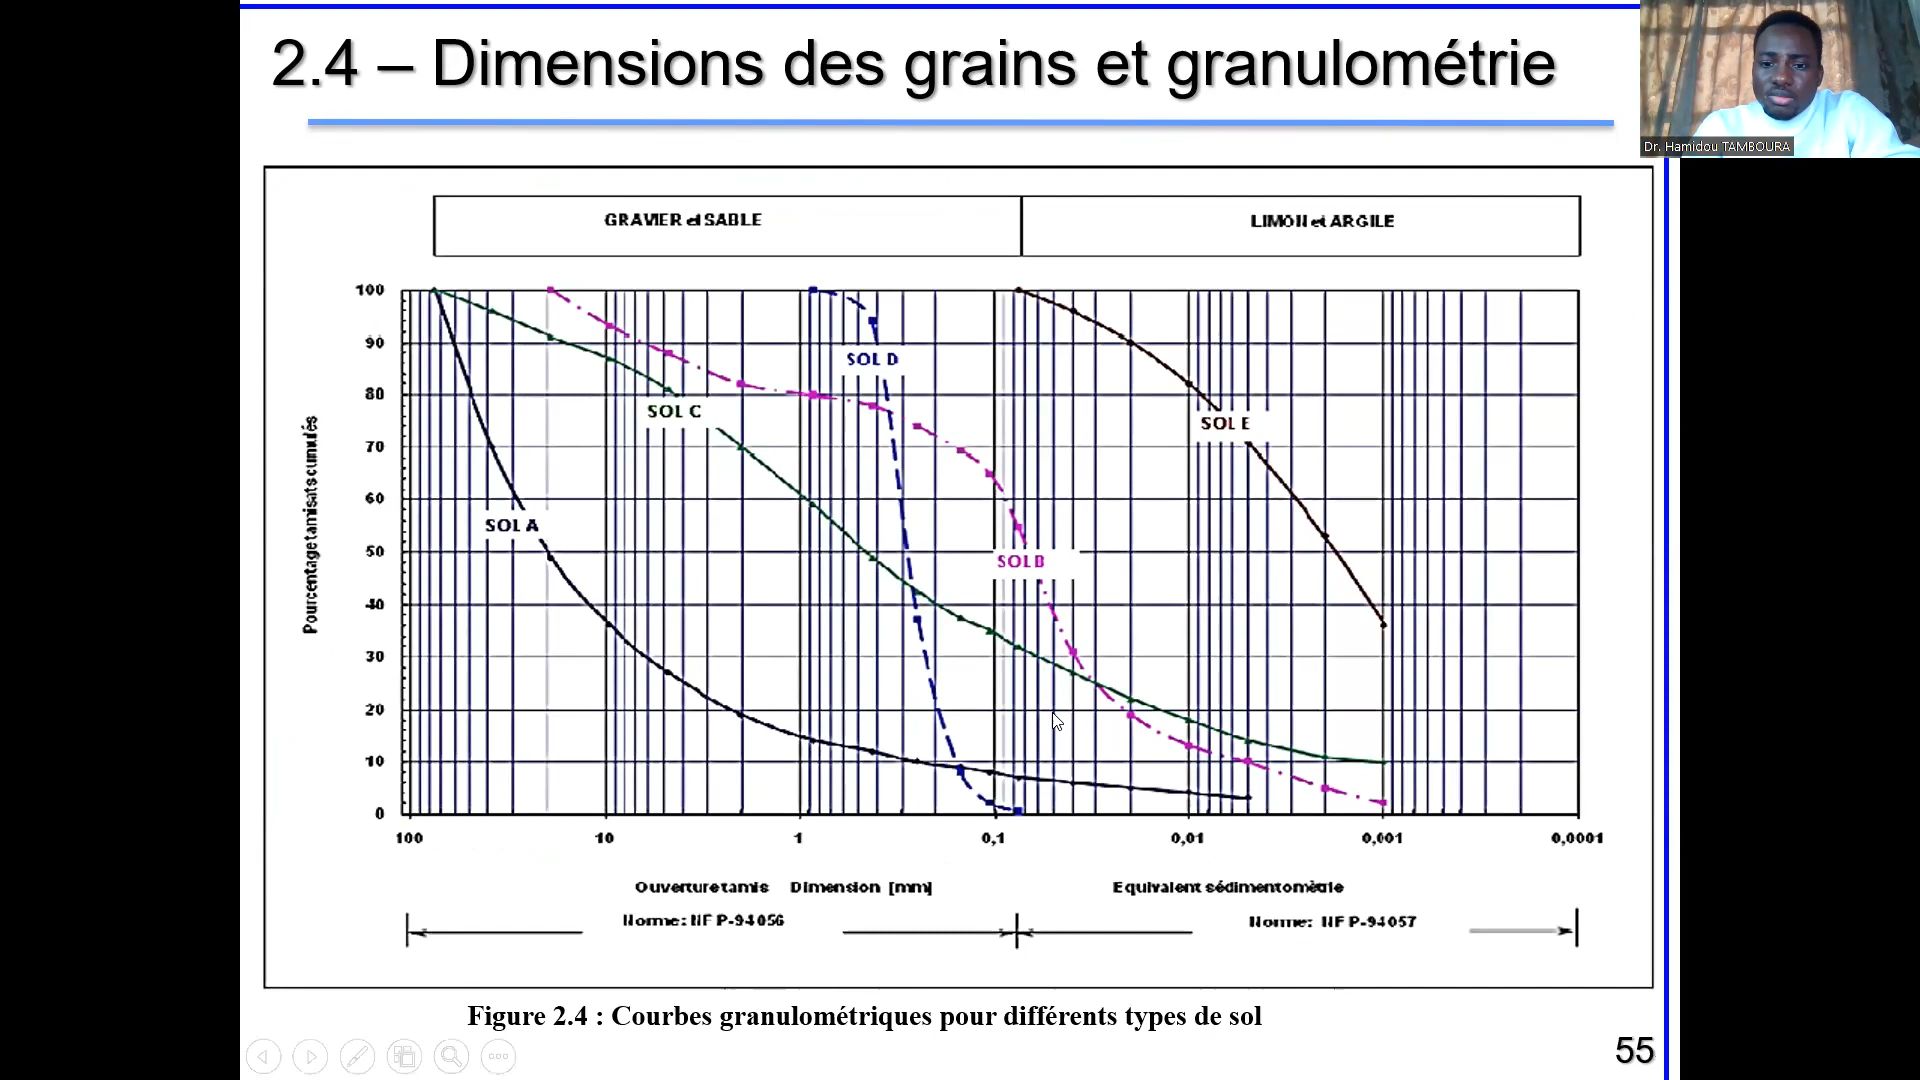 2.4 – Dimensions des grains et granulométrie
Dr. Hamidou TAMBOURA
GRAVIER et SABLE
LIMON et ARGILE
100
90
80
70
60
50
40
30
20
10
0
Pourcentage tamisats cumulés
SOL D
SOL C
SOL E
SOL A
SOL B
100
10
1
0,1
0,01
0,001
0,0001
Ouverture tamis Dimension [mm]
Equivalent sédimentométrie
Norme: NF P-94056
Norme: NF P-94057
Figure 2.4 : Courbes granulométriques pour différents types de sol
55